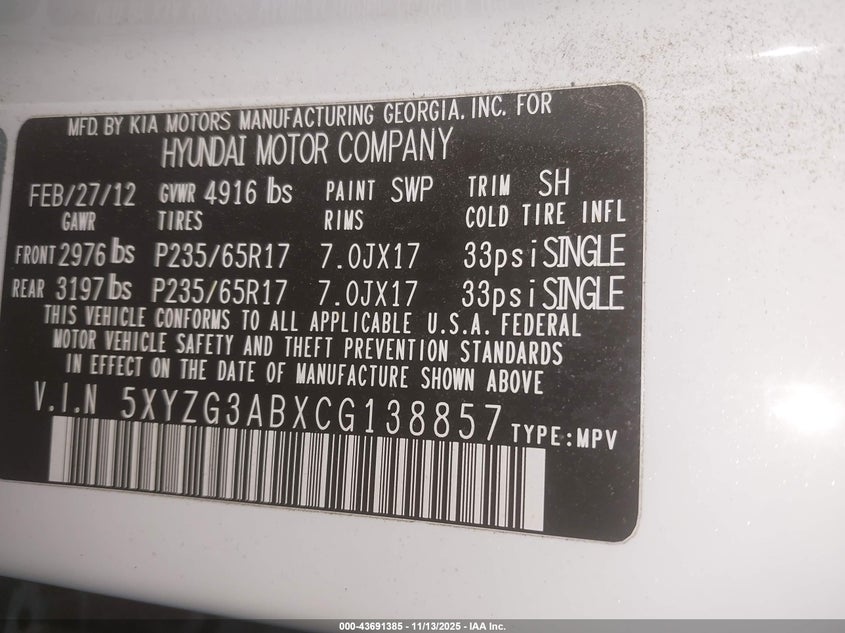 MFD. BY KIA MOTORS MANUFACTURING GEORGIA, INC. FOR
HYUNDAI MOTOR COMPANY
FEB/27/12 GVWR 4916 lbs PAINT SWP TRIM SH
GAWR TIRES RIMS COLD TIRE INFL
FRONT 2976 lbs P235/65R17 7.0JX17 33psi SINGLE
REAR 3197 lbs P235/65R17 7.0JX17 33psi SINGLE
THIS VEHICLE CONFORMS TO ALL APPLICABLE U.S.A. FEDERAL
MOTOR VEHICLE SAFETY AND THEFT PREVENTION STANDARDS
IN EFFECT ON THE DATE OF MANUFACTURE SHOWN ABOVE
V.I.N 5XYZG3ABXCG138857 TYPE:MPV
000-43691385 - 11/13/2025 - IAA Inc.